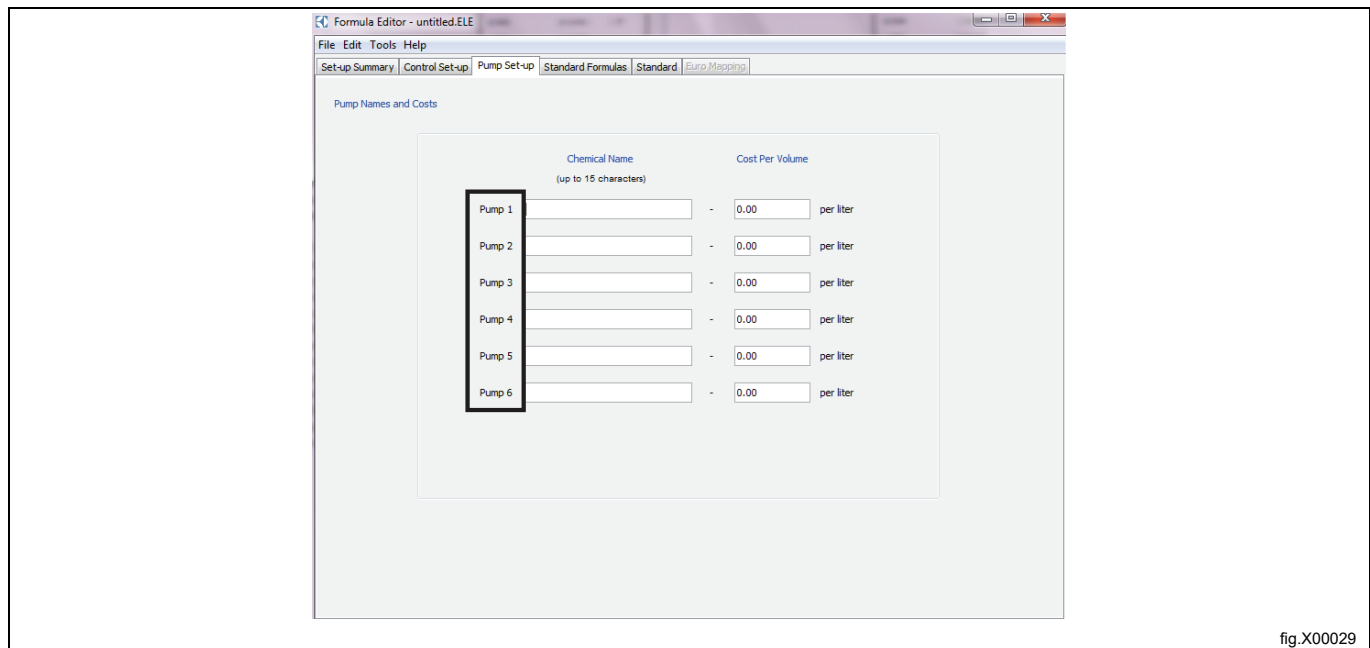 Formula Editor - untitled.ELE
File Edit Tools Help
Set-up Summary Control Set-up Pump Set-up Standard Formulas Standard Euro Mapping
Pump Names and Costs
Chemical Name Cost Per Volume
(up to 15 characters)
Pump 1 - 0.00 per liter
Pump 2 - 0.00 per liter
Pump 3 - 0.00 per liter
Pump 4 - 0.00 per liter
Pump 5 - 0.00 per liter
Pump 6 - 0.00 per liter
fig.X00029